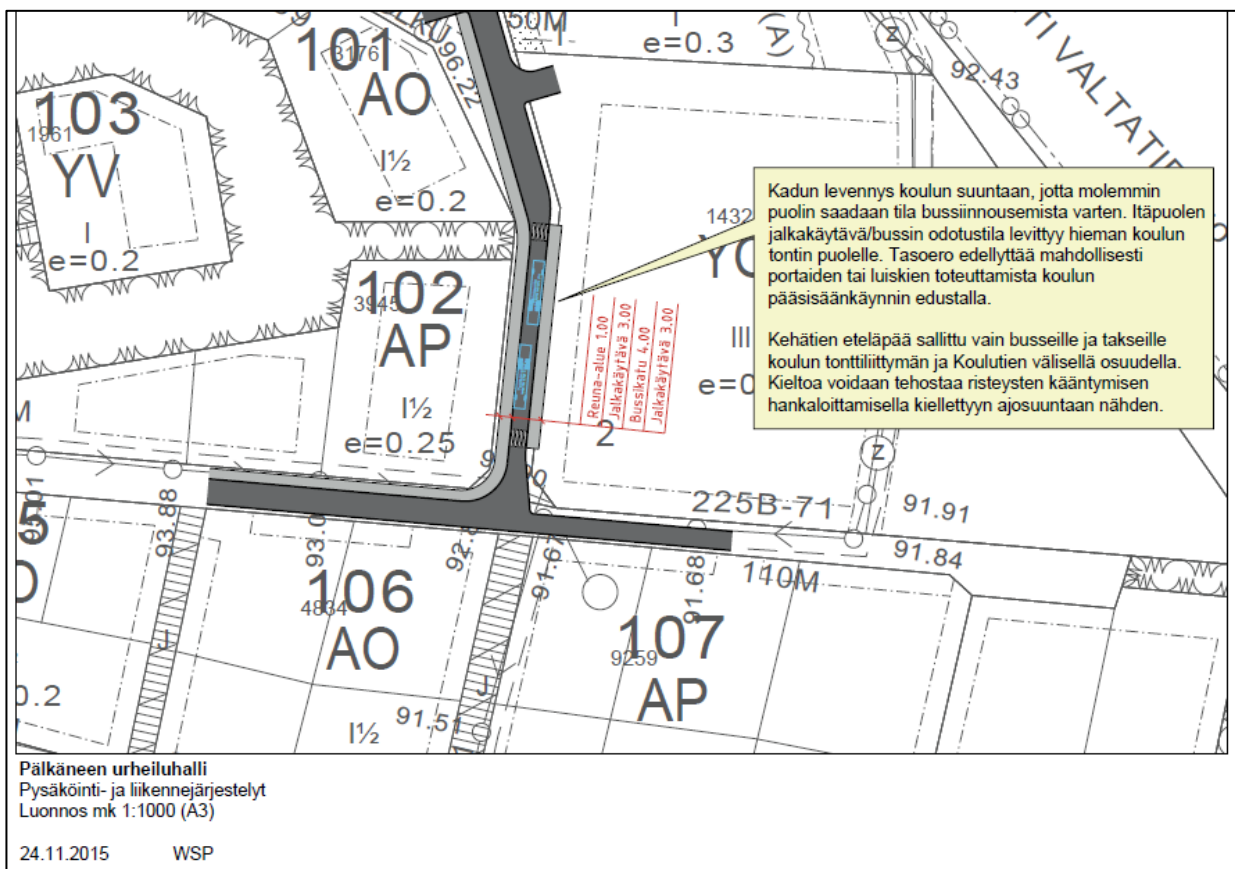 50M
I
(A)
101
3176
e=0.3
Z
AO
96.22
92.43
TI VALTATI
103
1961
YV
I½
e=0.2
I
e=0.2
Kadun levennys koulun suuntaan, jotta molemmin
puolin saadaan tila bussiinnousemista varten. Itäpuolen
jalkakäytävä/bussin odotustila levittyy hieman koulun
tontin puolelle. Tasoero edellyttää mahdollisesti
portaiden tai luiskien toteuttamista koulun
pääsisäänkäynnin edustalla.
Kehätien eteläpää sallittu vain busseille ja takseille
koulun tonttiliittymän ja Koulutien välisellä osuudella.
Kieltoa voidaan tehostaa risteysten kääntymisen
hankaloittamisella kiellettyyn ajosuuntaan nähden.
1432
III
102
3945
AP
I½
e=0.25
Reuna-alue 1.00
Jalkakäytävä 3.00
Bussikatu 4.00
Jalkakäytävä 3.00
2
M
Z
225B-71
91.91
91.84
93.88
91.67
91.68
110M
106
4834
AO
107
9259
AP
J
J
0.2
91.51
I½
Pälkäneen urheiluhalli
Pysäköinti- ja liikennejärjestelyt
Luonnos mk 1:1000 (A3)
24.11.2015 WSP